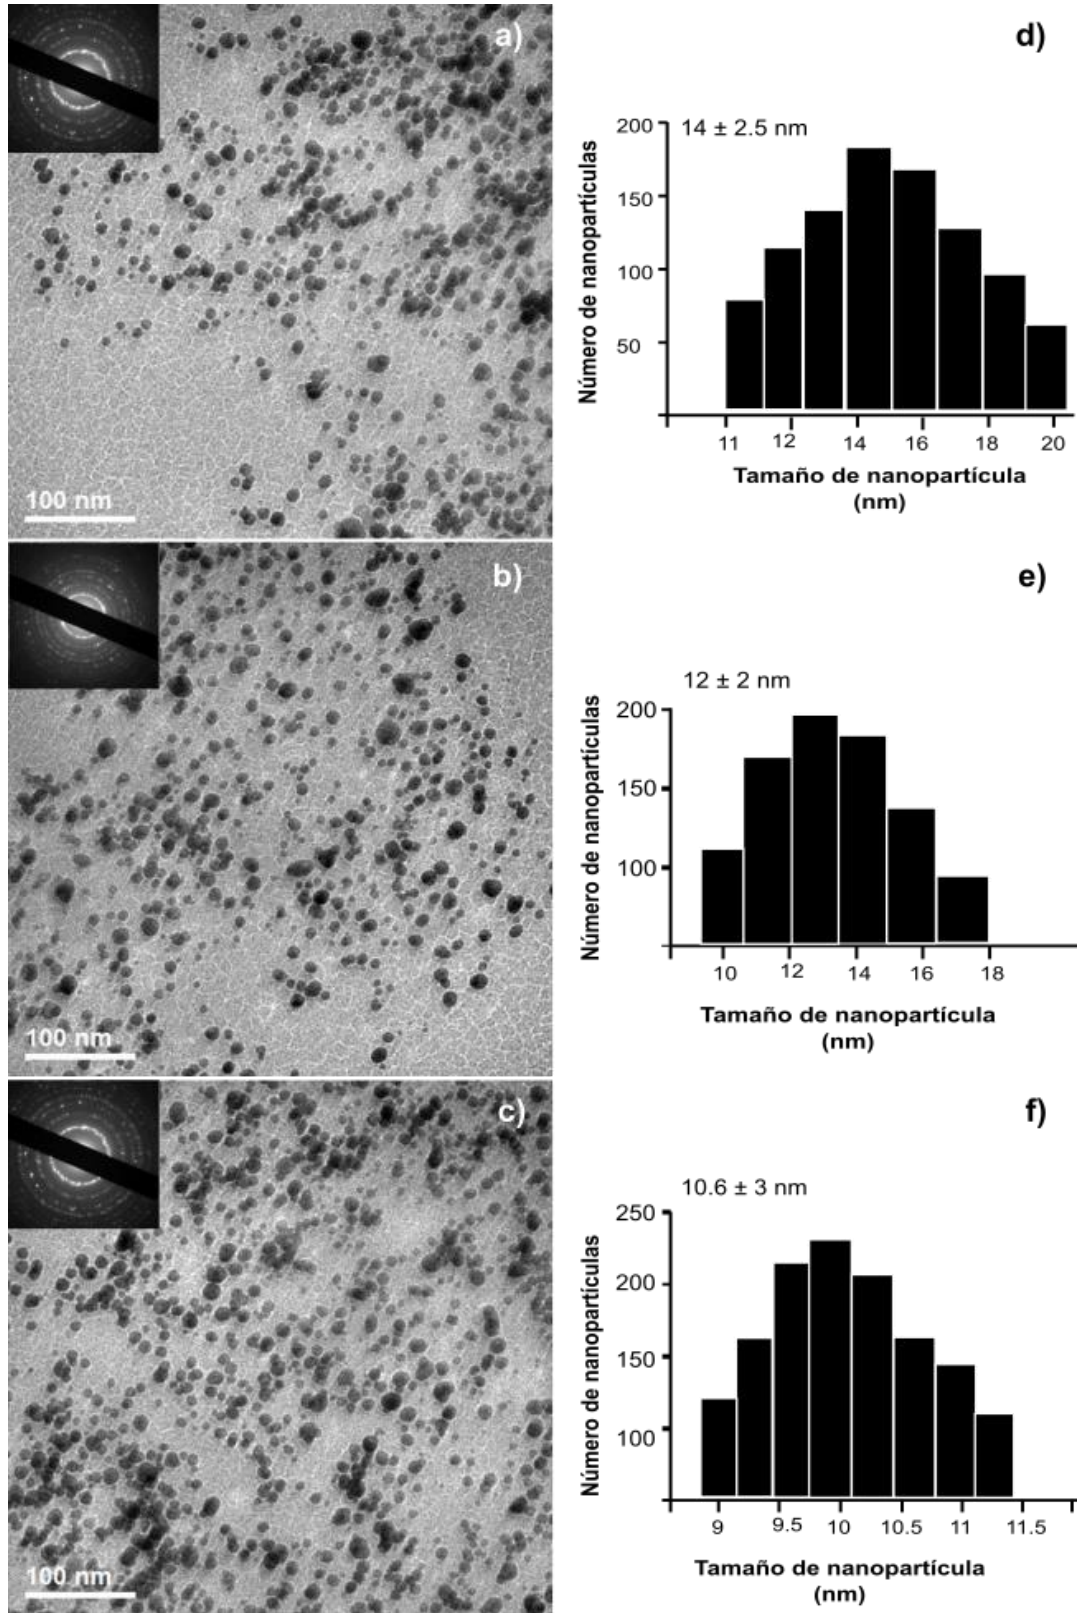 a)
100 nm
d)
14 ± 2.5 nm
Número de nanopartículas
200
150
100
50
11 12 14 16 18 20
Tamaño de nanopartícula
(nm)
b)
100 nm
e)
12 ± 2 nm
Número de nanopartículas
200
150
100
10 12 14 16 18
Tamaño de nanopartícula
(nm)
c)
100 nm
f)
10.6 ± 3 nm
Número de nanopartículas
250
200
150
100
9 9.5 10 10.5 11 11.5
Tamaño de nanopartícula
(nm)